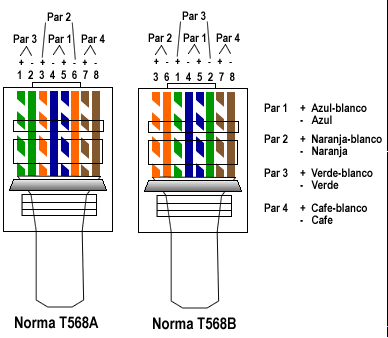 Par 2
Par 3 Par 1 Par 4
+ - + - + - + -
1 2 3 4 5 6 7 8
Norma T568A
Par 3
Par 2 Par 1 Par 4
+ - + - + - + -
3 6 1 4 5 2 7 8
Norma T568B
Par 1 + Azul-blanco
- Azul
Par 2 + Naranja-blanco
- Naranja
Par 3 + Verde-blanco
- Verde
Par 4 + Cafe-blanco
- Cafe